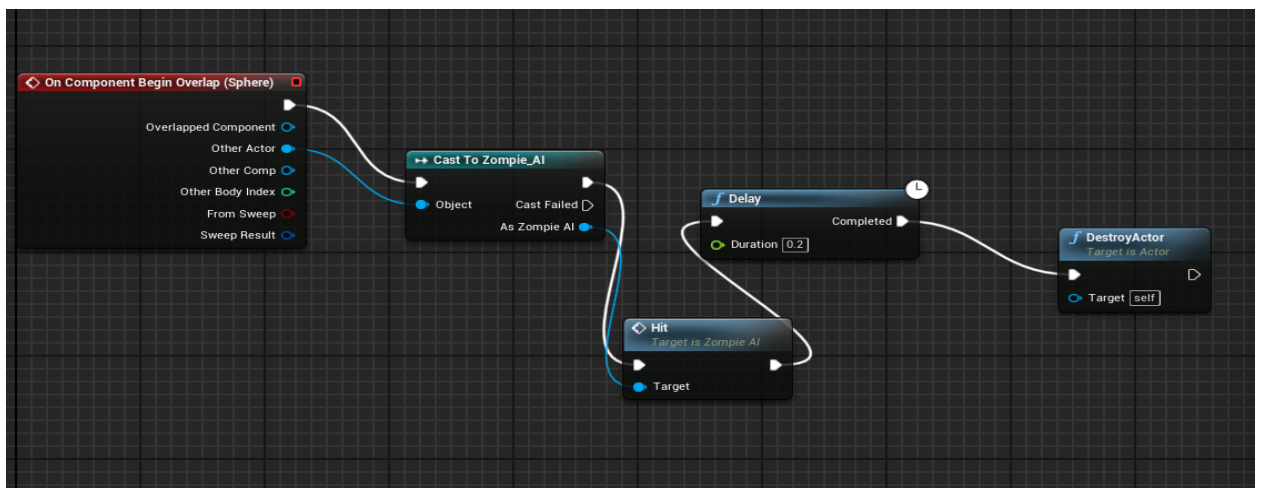 On Component Begin Overlap (Sphere)
Overlapped Component
Other Actor
Other Comp
Other Body Index
From Sweep
Sweep Result
Cast To Zompie_AI
Object
Cast Failed
As Zompie AI
Hit
Target is Zompie AI
Target
Delay
Completed
Duration 0.2
DestroyActor
Target is Actor
Target self